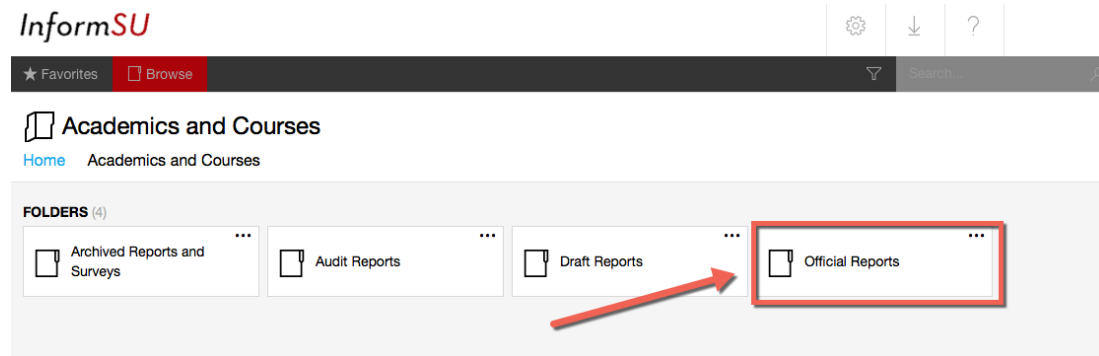 InformSU
?
Favorites Browse Search...
Academics and Courses
Home Academics and Courses
FOLDERS (4)
Archived Reports and
Surveys
Audit Reports
Draft Reports
Official Reports